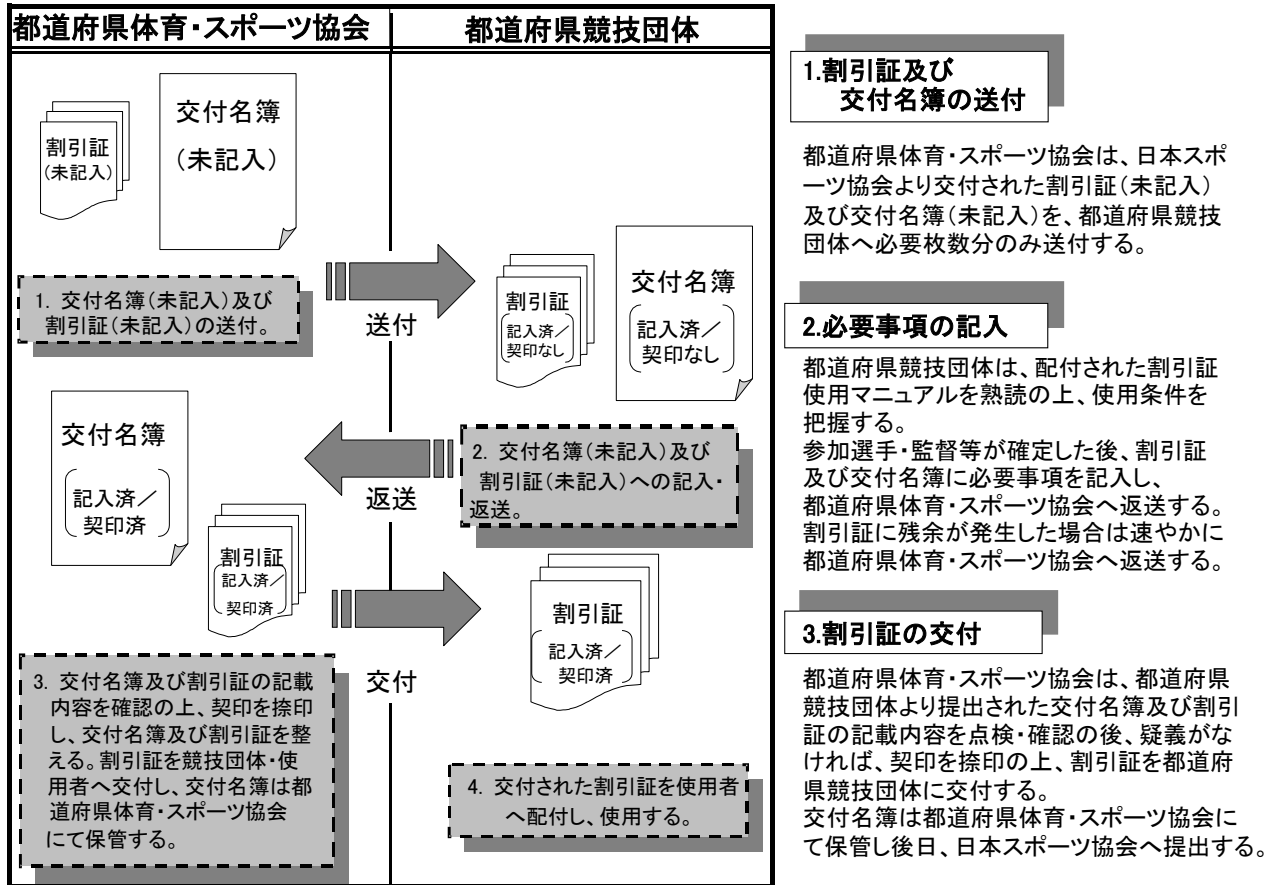 都道府県体育・スポーツ協会
都道府県競技団体
割引証
(未記入)
交付名簿
(未記入)
1. 交付名簿(未記入)及び
割引証(未記入)の送付。
送付
割引証
記入済/
契印なし
交付名簿
記入済/
契印なし
交付名簿
記入済/
契印済
返送
2. 交付名簿(未記入)及び
割引証(未記入)への記入・
返送。
割引証
記入済/
契印済
交付
割引証
記入済/
契印済
3. 交付名簿及び割引証の記載
内容を確認の上、契印を捺印
し、交付名簿及び割引証を整
える。割引証を競技団体・使
用者へ交付し、交付名簿は都
道府県体育・スポーツ協会
にて保管する。
4. 交付された割引証を使用者
へ配付し、使用する。
1.割引証及び
交付名簿の送付
都道府県体育・スポーツ協会は、日本スポ
ーツ協会より交付された割引証(未記入)
及び交付名簿(未記入)を、都道府県競技
団体へ必要枚数分のみ送付する。
2.必要事項の記入
都道府県競技団体は、配付された割引証
使用マニュアルを熟読の上、使用条件を
把握する。
参加選手・監督等が確定した後、割引証
及び交付名簿に必要事項を記入し、
都道府県体育・スポーツ協会へ返送する。
割引証に残余が発生した場合は速やかに
都道府県体育・スポーツ協会へ返送する。
3.割引証の交付
都道府県体育・スポーツ協会は、都道府県
競技団体より提出された交付名簿及び割引
証の記載内容を点検・確認の後、疑義がな
ければ、契印を捺印の上、割引証を都道府
県競技団体に交付する。
交付名簿は都道府県体育・スポーツ協会に
て保管し後日、日本スポーツ協会へ提出する。